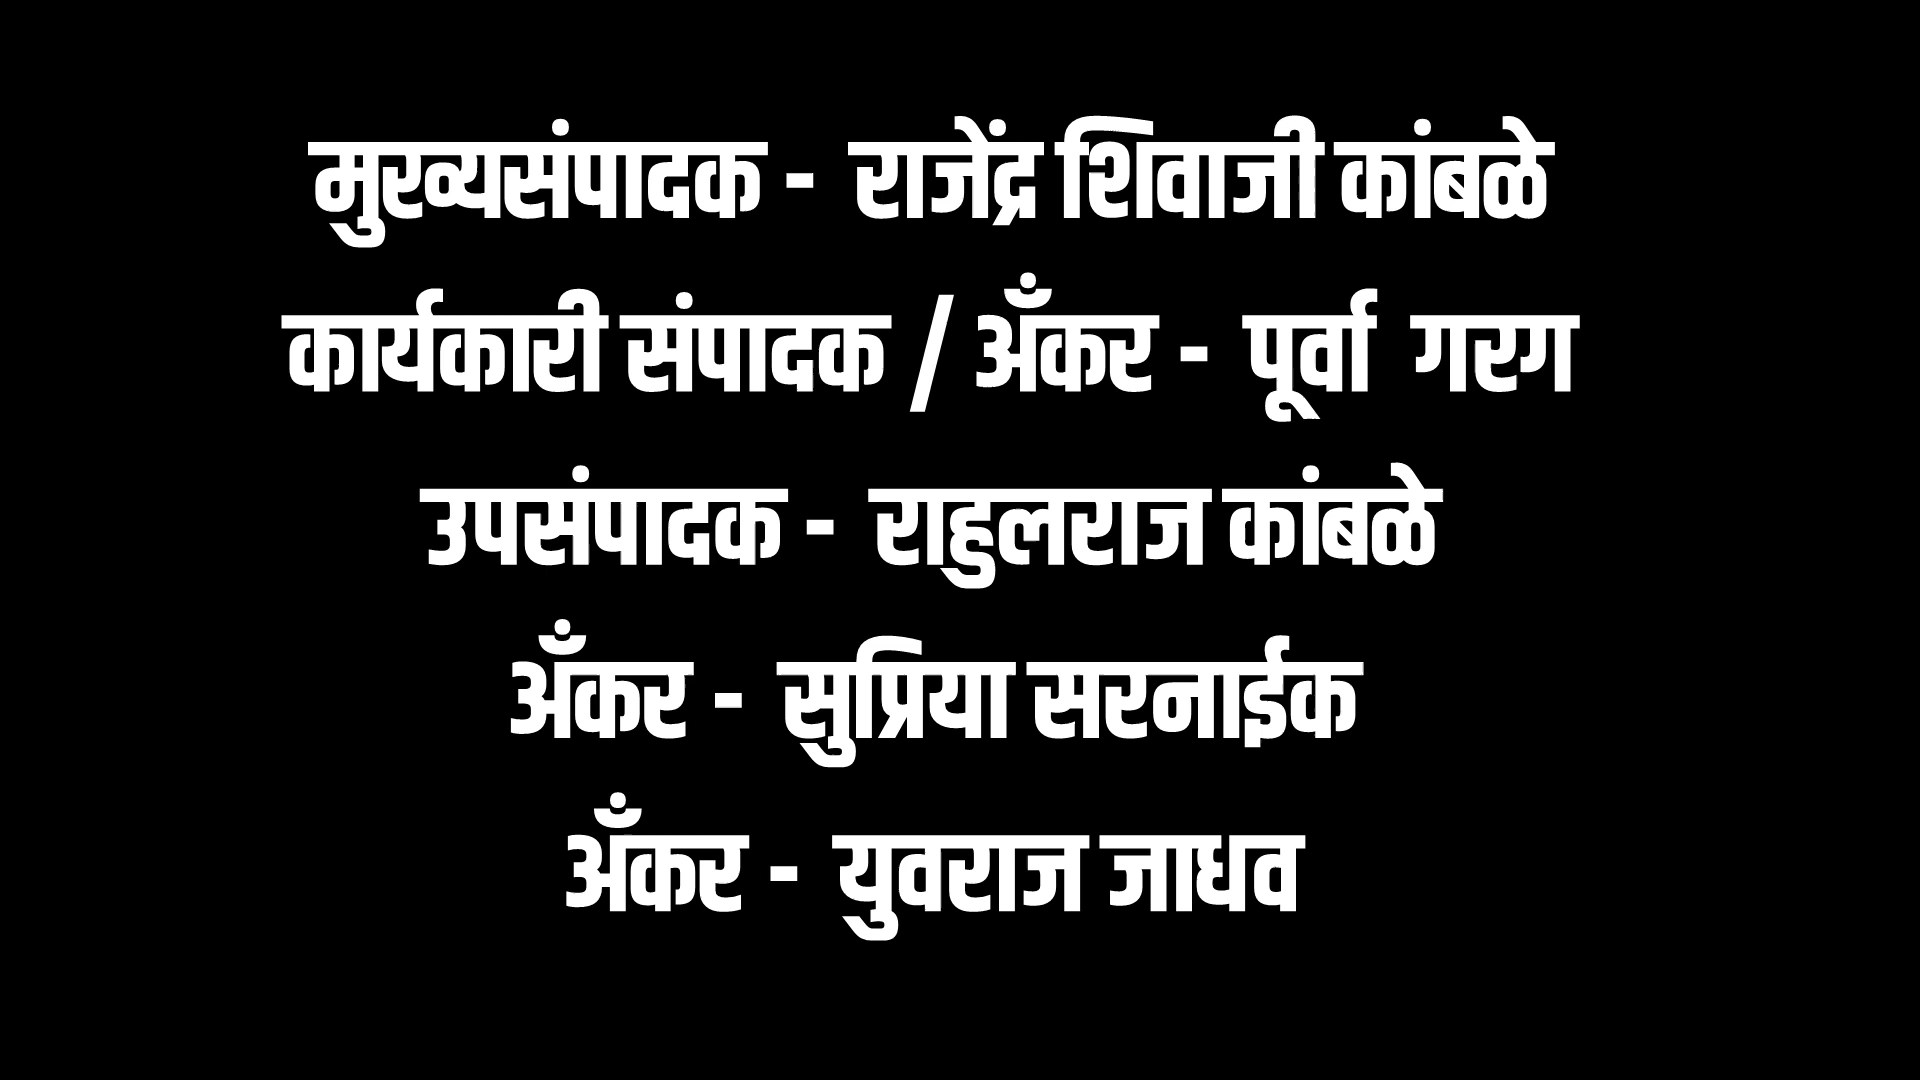 मुख्यसंपादक - राजेंद्र शिवाजी कांबळे
कार्यकारी संपादक / अँकर - पूर्वा गरग
उपसंपादक - राहुलराज कांबळे
अँकर - सुप्रिया सरनाईक
अँकर - युवराज जाधव